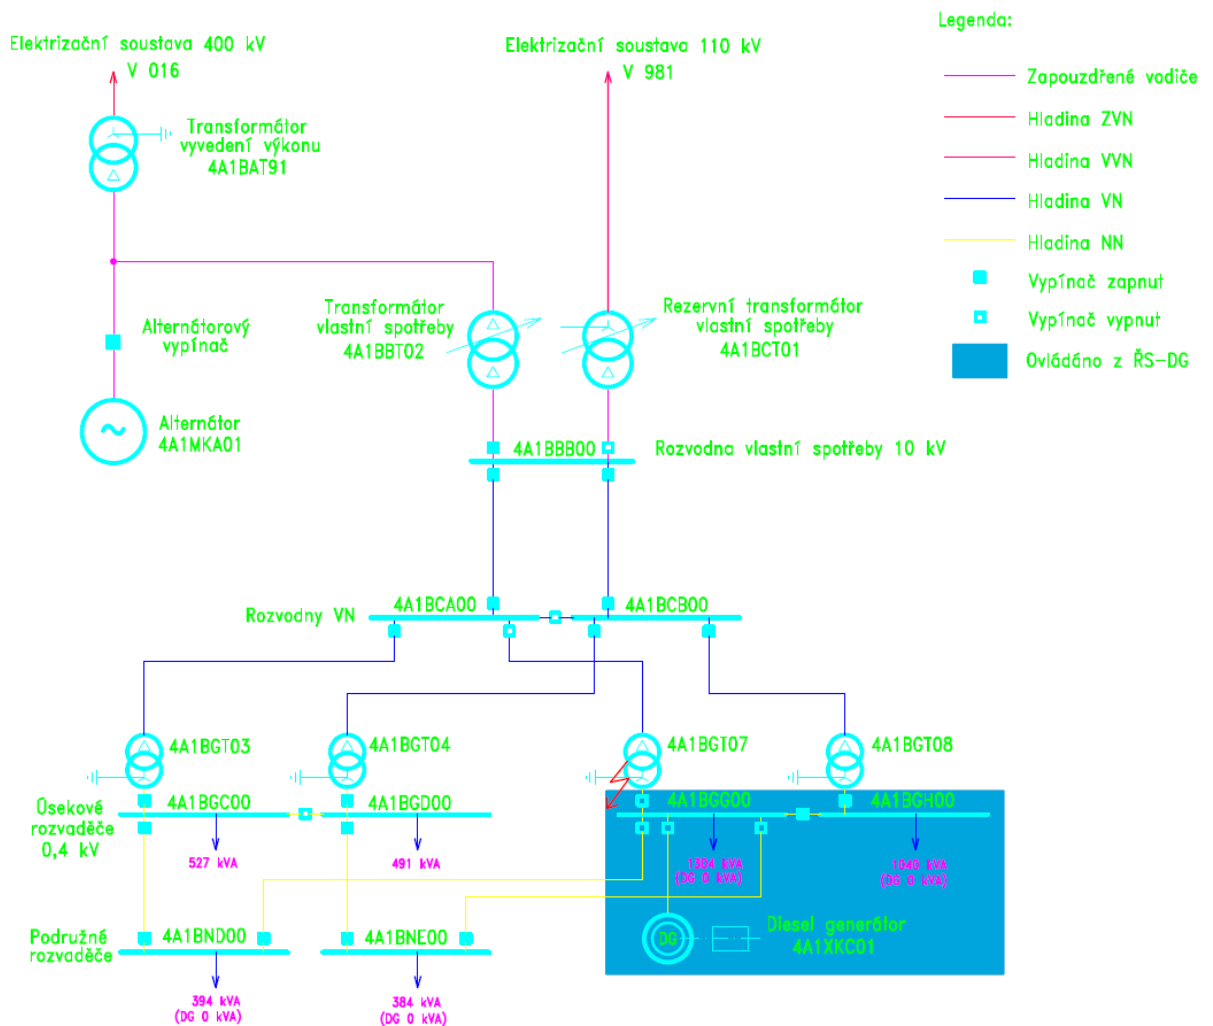 Legenda:
Elektrizační soustava 400 kV
V 016
Elektrizační soustava 110 kV
V 981
Zapouzdřené vodiče
Hladina ZVN
Hladina VVN
Hladina VN
Hladina NN
Vypínač zapnut
Vypínač vypnut
Ovládáno z ŘS-DG
Transformátor
vyvedení výkonu
4A1BAT91
Transformátor
vlastní spotřeby
4A1BBT02
Rezervní transformátor
vlastní spotřeby
4A1BCT01
Alternátorový
vypínač
Alternátor
4A1MKA01
4A1BBB00
Rozvodna vlastní spotřeby 10 kV
Rozvodny VN
4A1BCA00
4A1BCB00
4A1BGT03
4A1BGT04
4A1BGT07
4A1BGT08
Úsekové
rozvaděče
0,4 kV
4A1BGC00
4A1BGD00
4A1BGG00
4A1BGH00
527 kVA
491 kVA
1304 kVA
(DG 0 kVA)
1040 kVA
(DG 0 kVA)
Podružné
rozvaděče
4A1BND00
4A1BNE00
DG
Diesel generátor
4A1XKC01
394 kVA
(DG 0 kVA)
384 kVA
(DG 0 kVA)